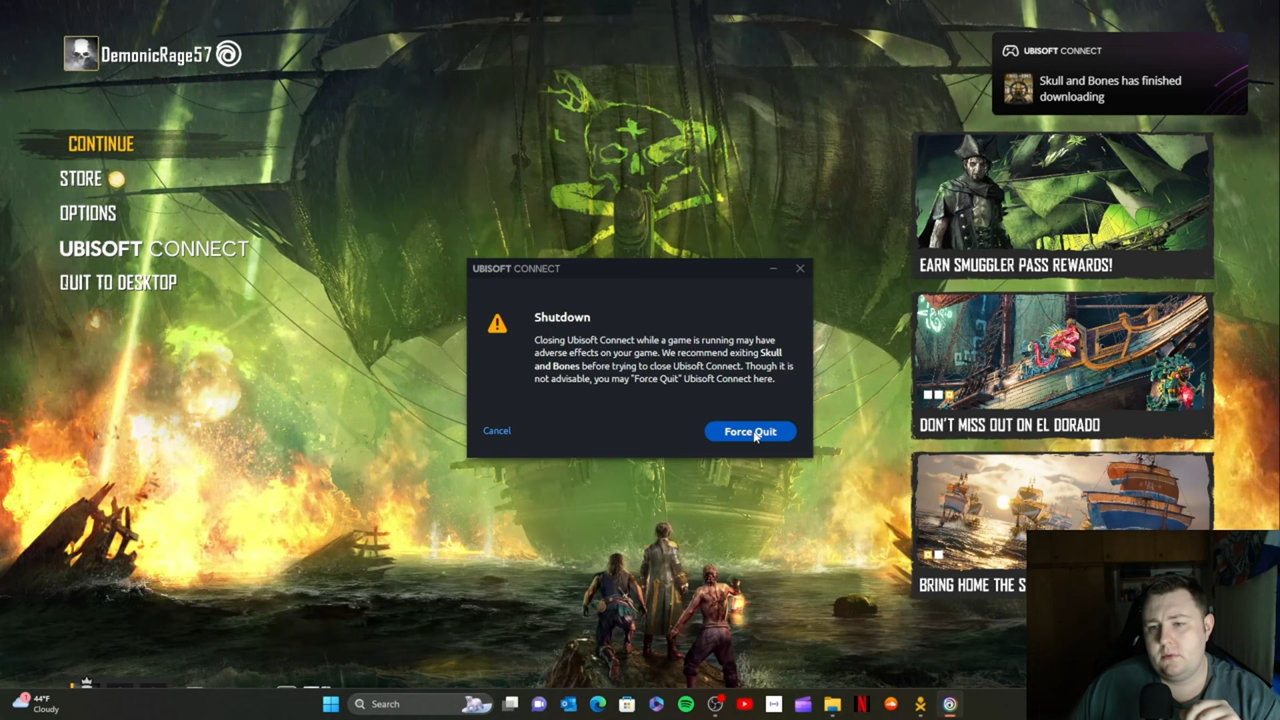 DemonicRage57
CONTINUE
STORE
OPTIONS
UBISOFT CONNECT
QUIT TO DESKTOP
UBISOFT CONNECT
Skull and Bones has finished
downloading
EARN SMUGGLER PASS REWARDS!
DON'T MISS OUT ON EL DORADO
BRING HOME THE S
UBISOFT CONNECT
Shutdown
Closing Ubisoft Connect while a game is running may have
adverse effects on your game. We recommend exiting Skull
and Bones before trying to close Ubisoft Connect. Though it is
not advisable, you may "Force Quit" Ubisoft Connect here.
Cancel
Force Quit
1
44°F
Cloudy
Search